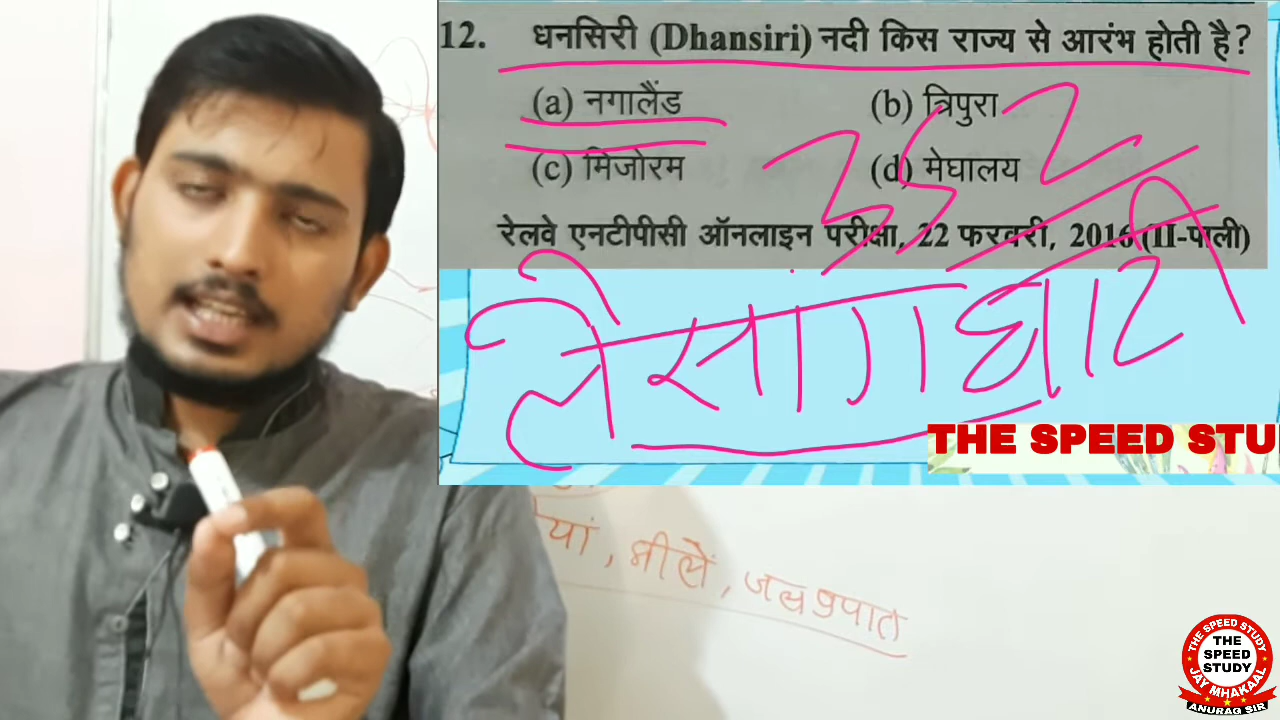 12. धनसिरी (Dhansiri) नदी किस राज्य से आरंभ होती है?
(a) नगालैंड (b) त्रिपुरा
(c) मिजोरम (d) मेघालय
रेलवे एनटीपीसी ऑनलाइन परीक्षा, 22 फरवरी, 2016 (II-पाली)
352
लैसांग घाटी
THE SPEED STU
यां, झीलें, जलप्रपात
THE SPEED STUDY
THE
SPEED
STUDY
JAY MHAKAAL
ANURAG SIR